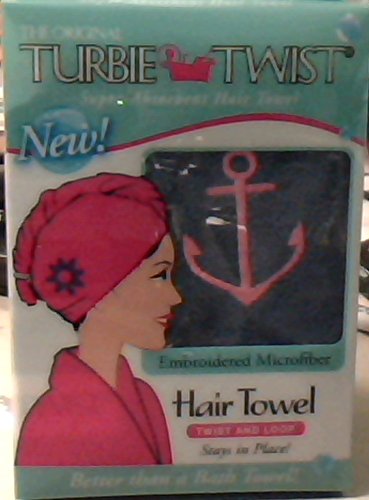 THE ORIGINAL
TURBIE TWIST®
Super Absorbent Hair Towel
New!
Embroidered Microfiber
Hair Towel
TWIST AND LOOP
Stays in Place!
Better than a Bath Towel!